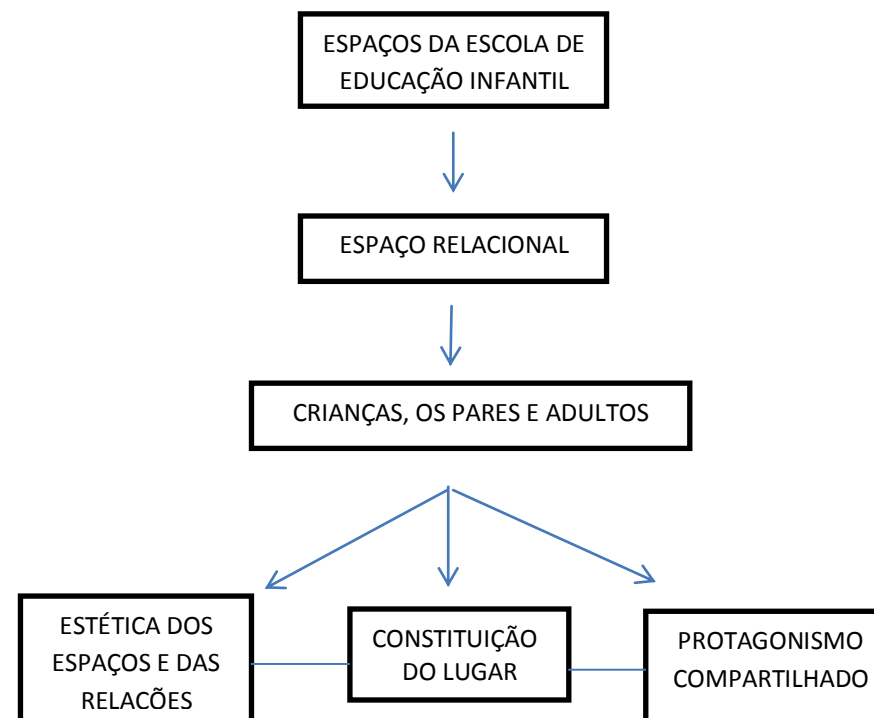 ESPAÇOS DA ESCOLA DE
EDUCAÇÃO INFANTIL
ESPAÇO RELACIONAL
CRIANÇAS, OS PARES E ADULTOS
ESTÉTICA DOS
ESPAÇOS E DAS
RELACÕES
CONSTITUIÇÃO
DO LUGAR
PROTAGONISMO
COMPARTILHADO